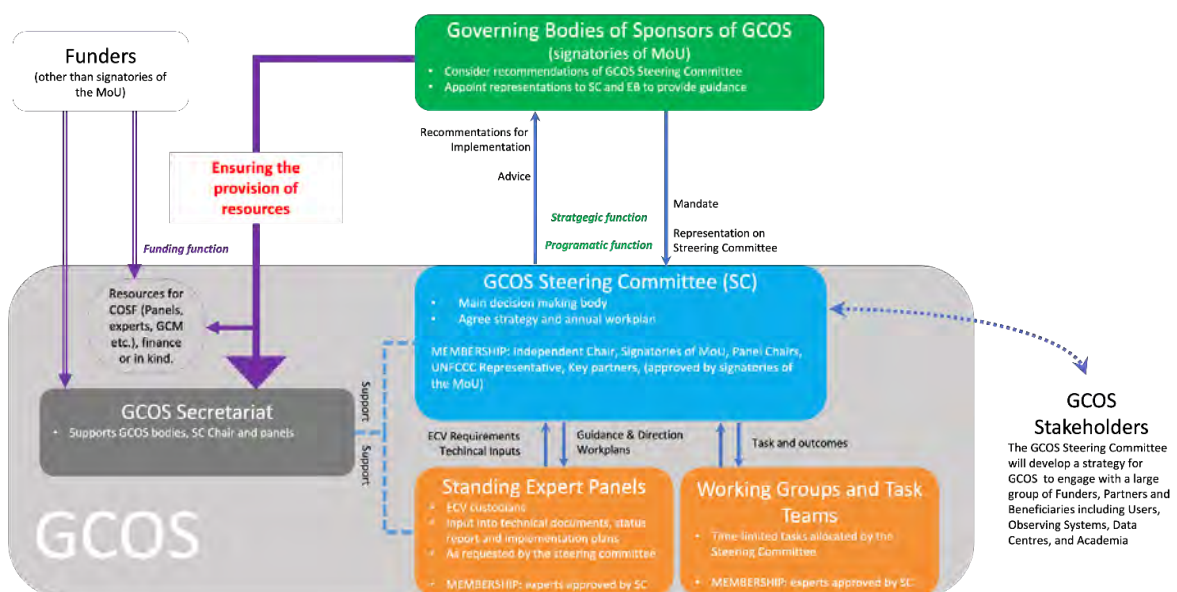 Funders
(other than signatories of
the MoU)
Governing Bodies of Sponsors of GCOS
(signatories of MoU)
• Consider recommendations of GCOS Steering Committee
• Appoint representations to SC and EB to provide guidance
Ensuring the
provision of
resources
Recommentations for
Implementation
Advice
Stratgegic function
Programatic function
Mandate
Representation on
Streering Committee
Funding function
Resources for
COSF (Panels,
experts, GCM
etc.), finance
or in kind.
GCOS Steering Committee (SC)
• Main decision making body
• Agree strategy and annual workplan
MEMBERSHIP: Independent Chair, Signatories of MoU, Panel Chairs,
UNFCCC Representative, Key partners, (approved by signatories of
the MoU)
GCOS Secretariat
• Supports GCOS bodies, SC Chair and panels
Support
Support
ECV Requirements
Techincal Inputs
Guidance & Direction
Workplans
Task and outcomes
Standing Expert Panels
• ECV custodians
• Input into technical documents, status
report and implementation plans
• As requested by the steering committee
• MEMBERSHIP: experts approved by SC
Working Groups and Task
Teams
• Time-limited tasks allocated by the
Steering Committee
• MEMBERSHIP: experts approved by SC
GCOS
GCOS
Stakeholders
The GCOS Steering Committee
will develop a strategy for
GCOS to engage with a large
group of Funders, Partners and
Beneficiaries including Users,
Observing Systems, Data
Centres, and Academia